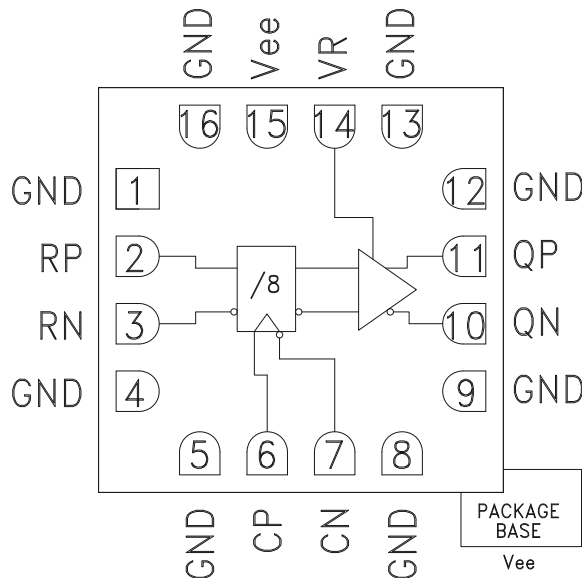 GND Vee VR GND
16 15 14 13
GND 1 12 GND
RP 2 /8 11 QP
RN 3 10 QN
GND 4 9 GND
5 6 7 8
GND CP CN GND
PACKAGE
BASE
Vee